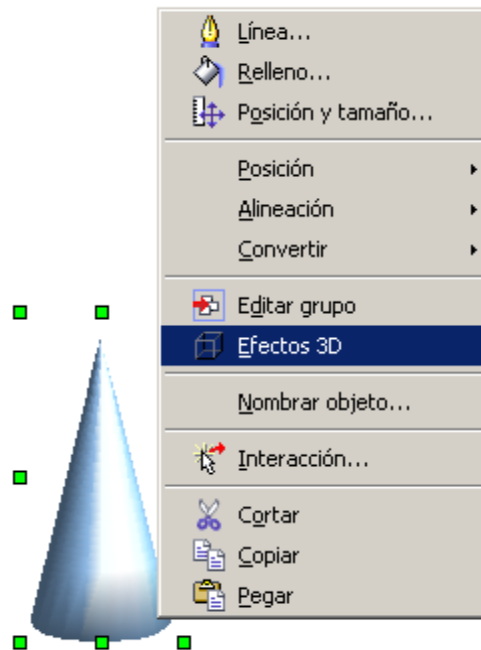 Línea...
Relleno...
Posición y tamaño...
Posición
Alineación
Convertir
Editar grupo
Efectos 3D
Nombrar objeto...
Interacción...
Cortar
Copiar
Pegar